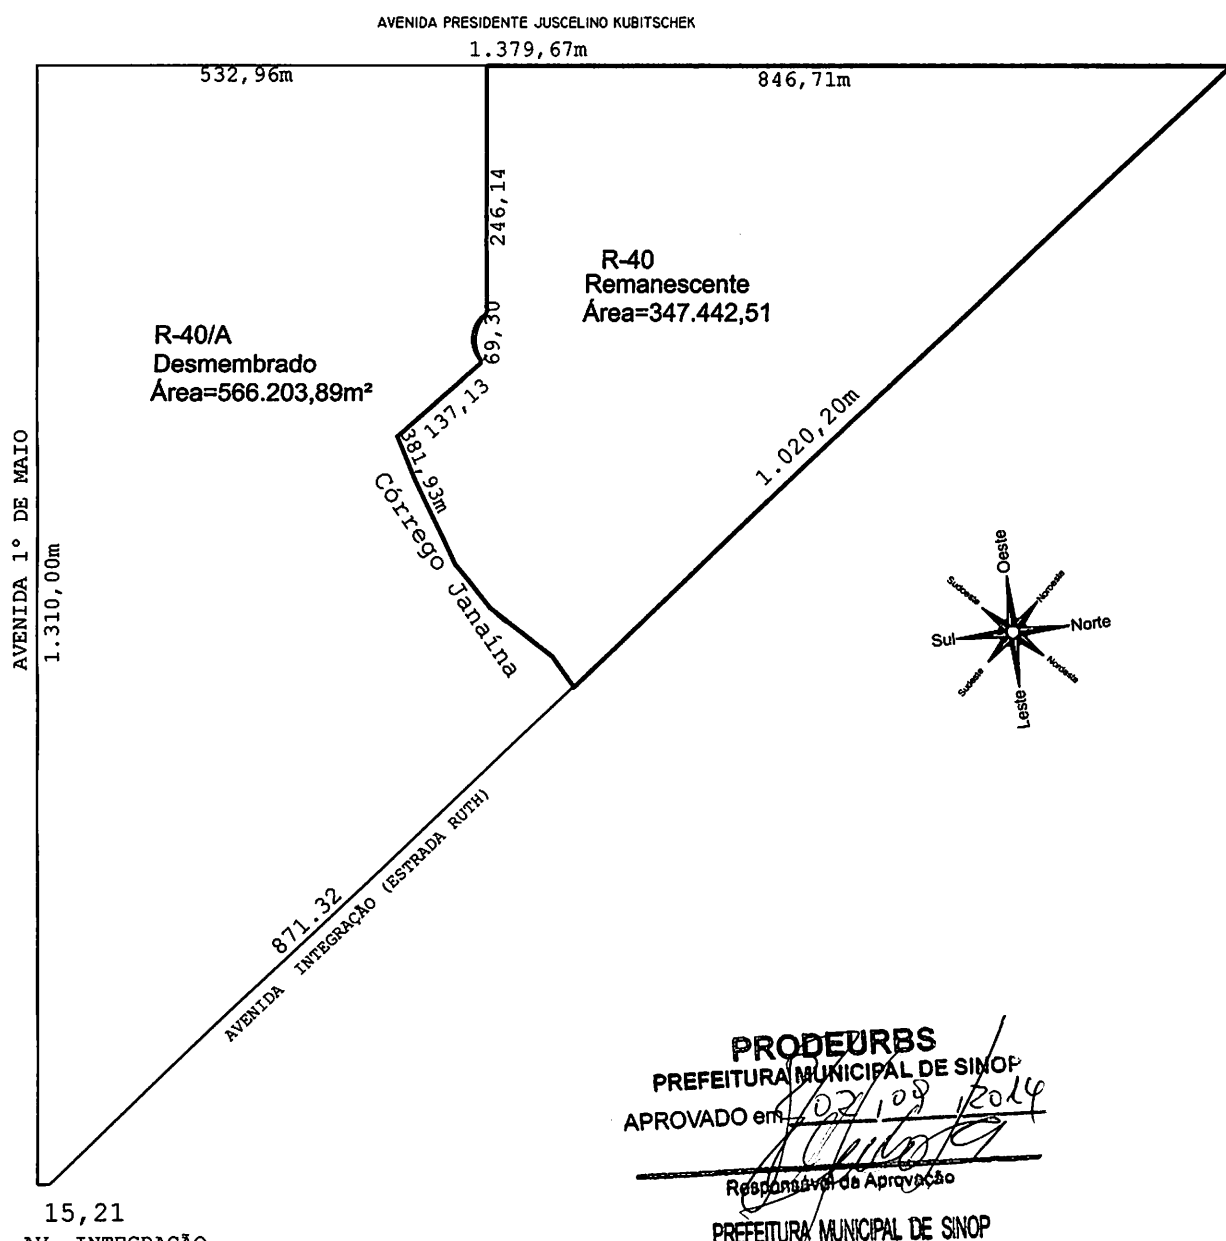 AVENIDA PRESIDENTE JUSCELINO KUBITSCHEK
1.379,67m
532,96m
846,71m
246,14
R-40
Remanescente
Área=347.442,51
69,30
R-40/A
Desmembrado
Área=566.203,89m²
137,13
381,93m
Córrego Janaína
1.020,20m
AVENIDA 1° DE MAIO
1.310,00m
Oeste
Sudoeste
Noroeste
Sul
Norte
Sudeste
Nordeste
Leste
871.32
AVENIDA INTEGRAÇÃO (ESTRADA RUTH)
PRODEURBS
PREFEITURA MUNICIPAL DE SINOP
APROVADO em 02, 09, 2014
Responsável da Aprovação
PREFEITURA MUNICIPAL DE SINOP
15,21
AV. INTEGRAÇÃO